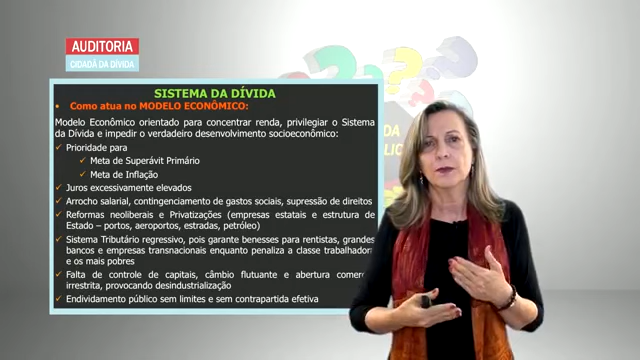 AUDITORIA
CIDADÃ DA DÍVIDA
SISTEMA DA DÍVIDA
• Como atua no MODELO ECONÔMICO:
Modelo Econômico orientado para concentrar renda, privilegiar o Sistema
da Dívida e impedir o verdadeiro desenvolvimento socioeconômico:
✓ Prioridade para
✓ Meta de Superávit Primário
✓ Meta de Inflação
✓ Juros excessivamente elevados
✓ Arrocho salarial, contingenciamento de gastos sociais, supressão de direitos
✓ Reformas neoliberais e Privatizações (empresas estatais e estrutura de
Estado – portos, aeroportos, estradas, petróleo)
✓ Sistema Tributário regressivo, pois garante benesses para rentistas, grandes
bancos e empresas transnacionais enquanto penaliza a classe trabalhadora
e os mais pobres
✓ Falta de controle de capitais, câmbio flutuante e abertura
irrestrita, provocando desindustrialização
✓ Endividamento público sem limites e sem contrapartida efetiva